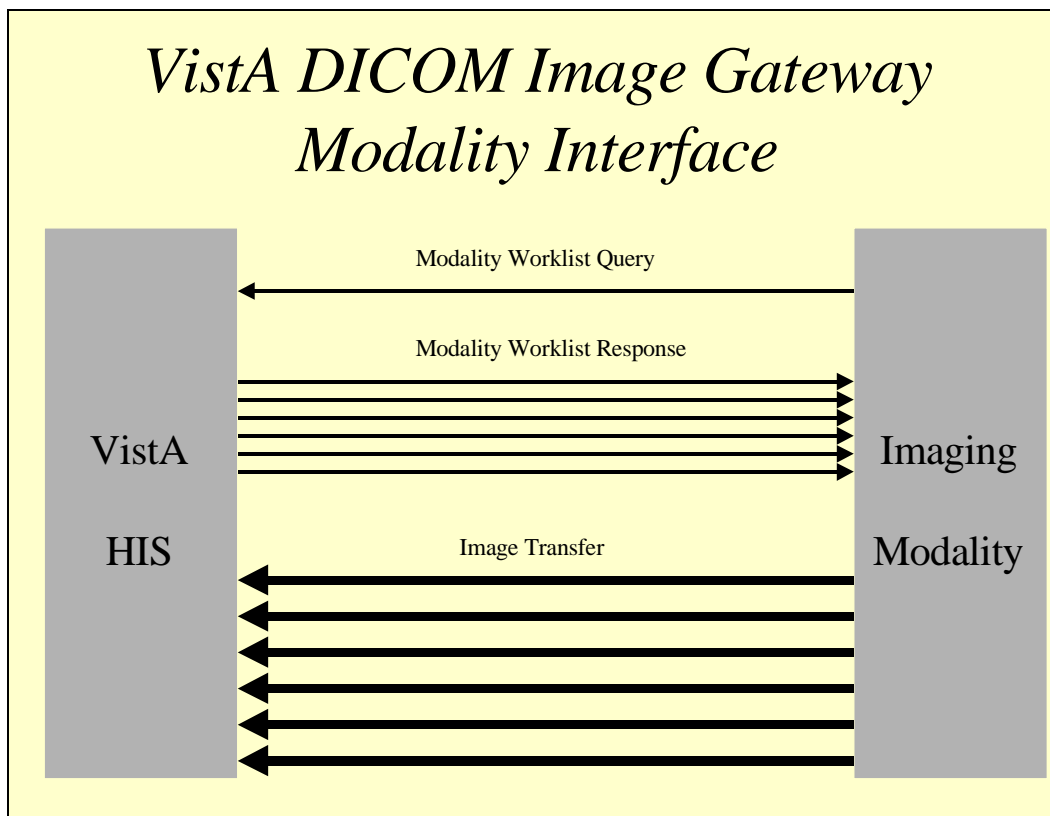 VistA DICOM Image Gateway
Modality Interface
Modality Worklist Query
Modality Worklist Response
VistA
HIS
Imaging
Modality
Image Transfer